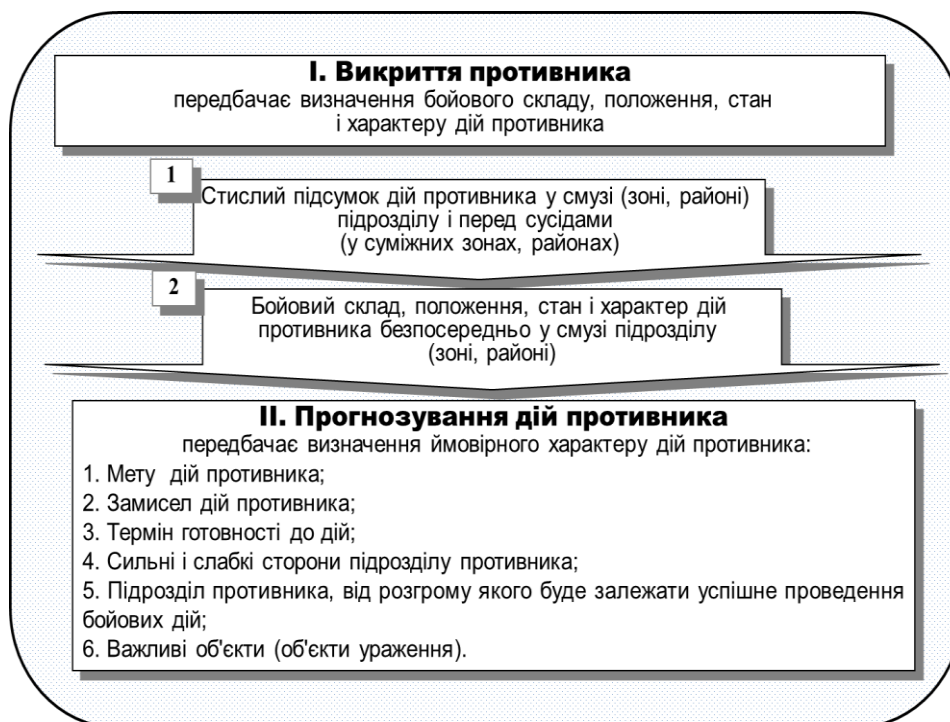 І. Викриття противника
передбачає визначення бойового складу, положення, стан
і характеру дій противника
1
Стислий підсумок дій противника у смузі (зоні, районі)
підрозділу і перед сусідами
(у суміжних зонах, районах)
2
Бойовий склад, положення, стан і характер дій
противника безпосередньо у смузі підрозділу
(зоні, районі)
ІІ. Прогнозування дій противника
передбачає визначення ймовірного характеру дій противника:
1. Мету дій противника;
2. Замисел дій противника;
3. Термін готовності до дій;
4. Сильні і слабкі сторони підрозділу противника;
5. Підрозділ противника, від розгрому якого буде залежати успішне проведення
бойових дій;
6. Важливі об'єкти (об'єкти ураження).